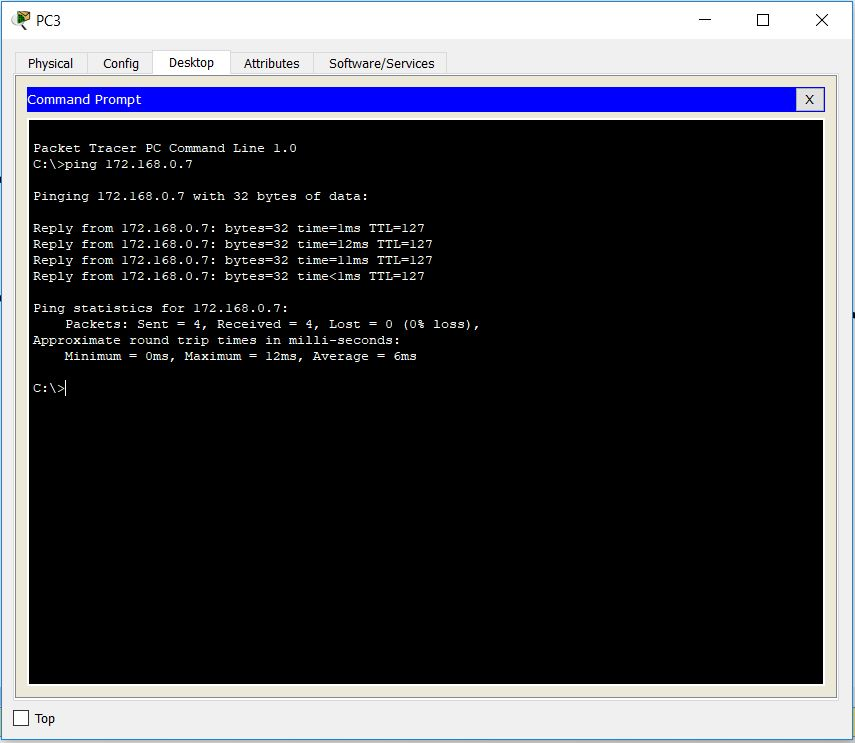 PC3
Physical Config Desktop Attributes Software/Services
Command Prompt X
Packet Tracer PC Command Line 1.0
C:\>ping 172.168.0.7
Pinging 172.168.0.7 with 32 bytes of data:
Reply from 172.168.0.7: bytes=32 time=1ms TTL=127
Reply from 172.168.0.7: bytes=32 time=12ms TTL=127
Reply from 172.168.0.7: bytes=32 time=11ms TTL=127
Reply from 172.168.0.7: bytes=32 time<1ms TTL=127
Ping statistics for 172.168.0.7:
Packets: Sent = 4, Received = 4, Lost = 0 (0% loss),
Approximate round trip times in milli-seconds:
Minimum = 0ms, Maximum = 12ms, Average = 6ms
C:\>
Top